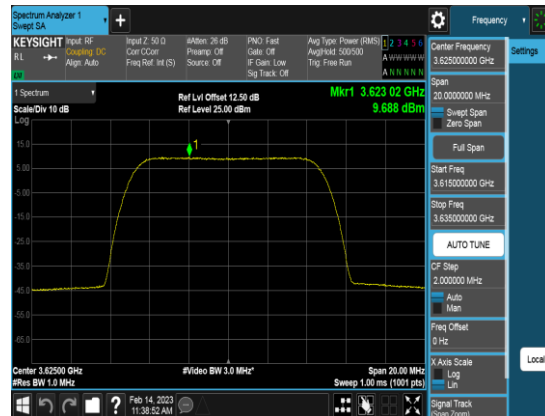 Spectrum Analyzer 1
Swept SA
Frequency
KEYSIGHT
RL
Input: RF
Coupling: DC
Align: Auto
Input Z: 50 Ω
Corr CCorr
Freq Ref: Int (S)
#Atten: 26 dB
Preamp: Off
Source: Off
PNO: Fast
Gate: Off
IF Gain: Low
Sig Track: Off
Avg Type: Power (RMS)
Avg|Hold: 500/500
Trig: Free Run
1 2 3 4 5 6
A W W W W W
A N N N N N
1 Spectrum
Scale/Div 10 dB
Log
Ref Lvl Offset 12.50 dB
Ref Level 25.00 dBm
Mkr1 3.623 02 GHz
9.688 dBm
1
15.0
5.00
-5.00
-15.0
-25.0
-35.0
-45.0
-55.0
-65.0
Center 3.62500 GHz
#Res BW 1.0 MHz
#Video BW 3.0 MHz*
Span 20.00 MHz
Sweep 1.00 ms (1001 pts)
Feb 14, 2023
11:38:52 AM
Center Frequency
3.625000000 GHz
Settings
Span
20.0000000 MHz
Swept Span
Zero Span
Full Span
Start Freq
3.615000000 GHz
Stop Freq
3.635000000 GHz
AUTO TUNE
CF Step
2.000000 MHz
Auto
Man
Freq Offset
0 Hz
X Axis Scale
Log
Lin
Local
Signal Track
(Span Zoom)